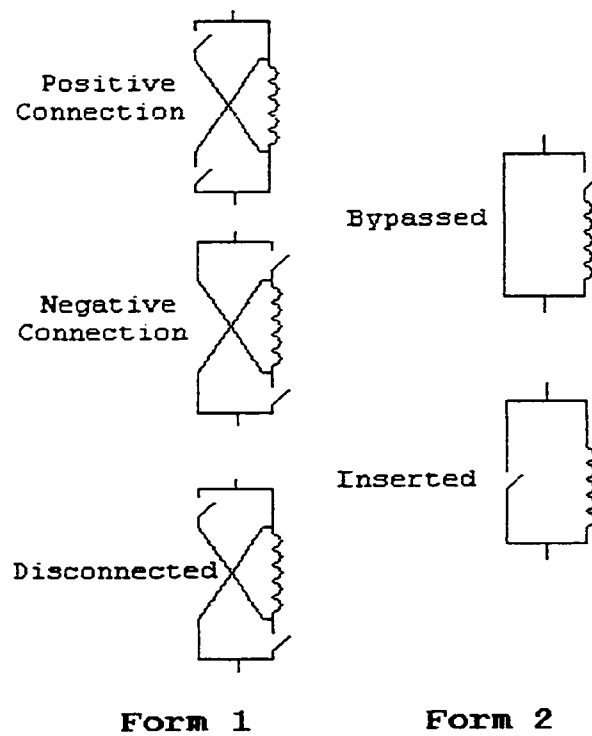 Positive
Connection
Negative
Connection
Disconnected
Form 1
Bypassed
Inserted
Form 2